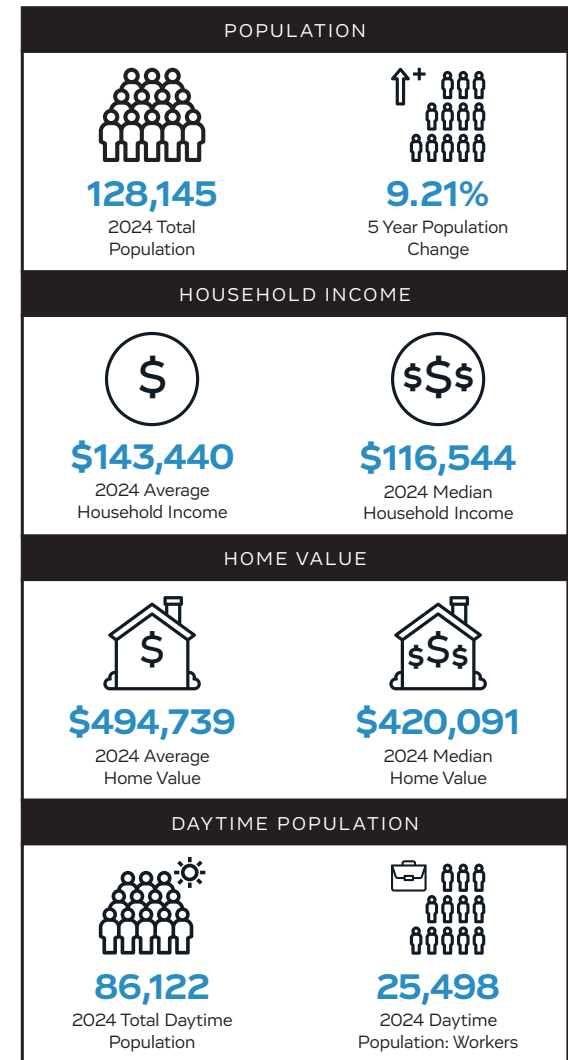 POPULATION
128,145
2024 Total
Population
9.21%
5 Year Population
Change
HOUSEHOLD INCOME
$
$143,440
2024 Average
Household Income
$$$
$116,544
2024 Median
Household Income
HOME VALUE
$
$494,739
2024 Average
Home Value
$$$
$420,091
2024 Median
Home Value
DAYTIME POPULATION
86,122
2024 Total Daytime
Population
25,498
2024 Daytime
Population: Workers